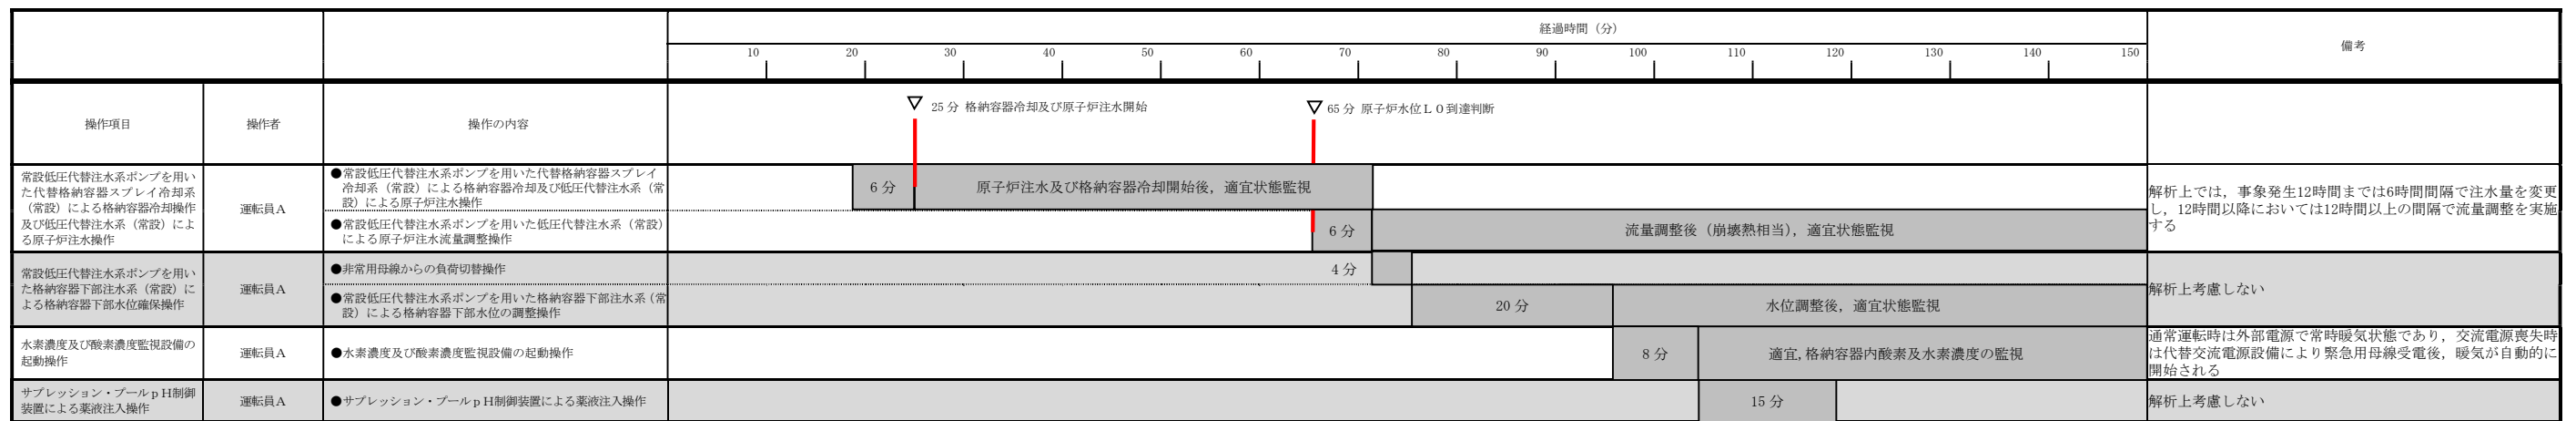 経過時間（分）
備考
10 20 30 40 50 60 70 80 90 100 110 120 130 140 150
操作項目
操作者
操作の内容
25 分 格納容器冷却及び原子炉注水開始
65 分 原子炉水位Ｌ０到達判断
常設低圧代替注水系ポンプを用い
た代替格納容器スプレイ冷却系
（常設）による格納容器冷却操作
及び低圧代替注水系（常設）によ
る原子炉注水操作
運転員Ａ
●常設低圧代替注水系ポンプを用いた代替格納容器スプレイ
冷却系（常設）による格納容器冷却及び低圧代替注水系（常
設）による原子炉注水操作
6 分
原子炉注水及び格納容器冷却開始後，適宜状態監視
●常設低圧代替注水系ポンプを用いた低圧代替注水系（常設）
による原子炉注水流量調整操作
6 分
流量調整後（崩壊熱相当），適宜状態監視
解析上では，事象発生12時間までは6時間間隔で注水量を変更
し，12時間以降においては12時間以上の間隔で流量調整を実施
する
常設低圧代替注水系ポンプを用い
た格納容器下部注水系（常設）に
よる格納容器下部水位確保操作
運転員Ａ
●非常用母線からの負荷切替操作
4 分
●常設低圧代替注水系ポンプを用いた格納容器下部注水系（常
設）による格納容器下部水位の調整操作
20 分
水位調整後，適宜状態監視
解析上考慮しない
水素濃度及び酸素濃度監視設備の
起動操作
運転員Ａ
●水素濃度及び酸素濃度監視設備の起動操作
8 分
適宜,格納容器内酸素及水素濃度の監視
通常運転時は外部電源で常時暖気状態であり，交流電源喪失時
は代替交流電源設備により緊急用母線受電後，暖気が自動的に
開始される
サプレッション・プールｐＨ制御
装置による薬液注入操作
運転員Ａ
●サプレッション・プールｐＨ制御装置による薬液注入操作
15 分
解析上考慮しない